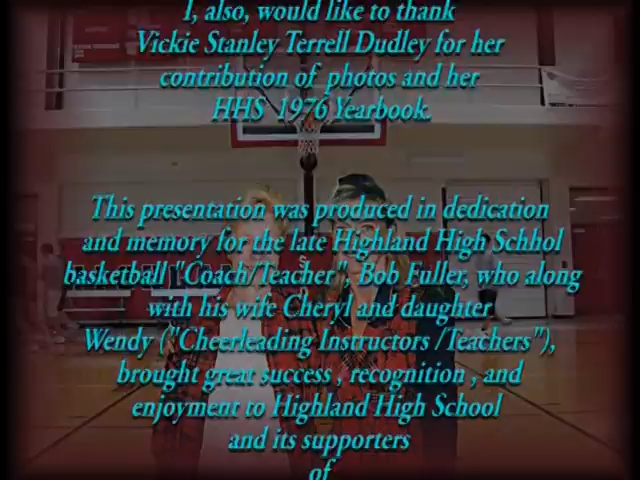 I, also, would like to thank
Vickie Stanley Terrell Dudley for her
contribution of photos and her
HHS 1976 Yearbook.
This presentation was produced in dedication
and memory for the late Highland High Schhol
basketball "Coach/Teacher" Bob Fuller, who along
with his wife Cheryl and daughter
Wendy ("Cheerleading Instructors /Teachers"),
brought great success , recognition , and
enjoyment to Highland High School
and its supporters
of